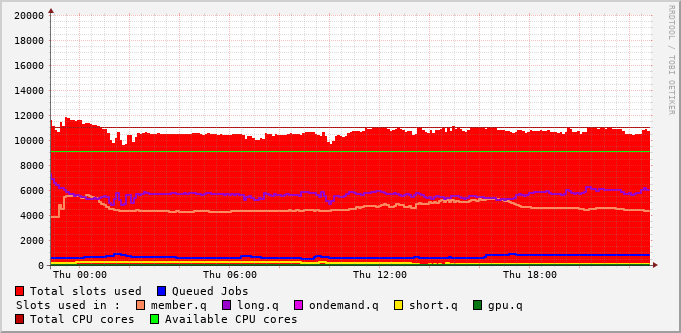 RRDTOOL / TOBI OETIKER
20000
18000
16000
14000
12000
10000
8000
6000
4000
2000
0
Thu 00:00 Thu 06:00 Thu 12:00 Thu 18:00
Total slots used Queued Jobs
Slots used in : member.q long.q ondemand.q short.q gpu.q
Total CPU cores Available CPU cores